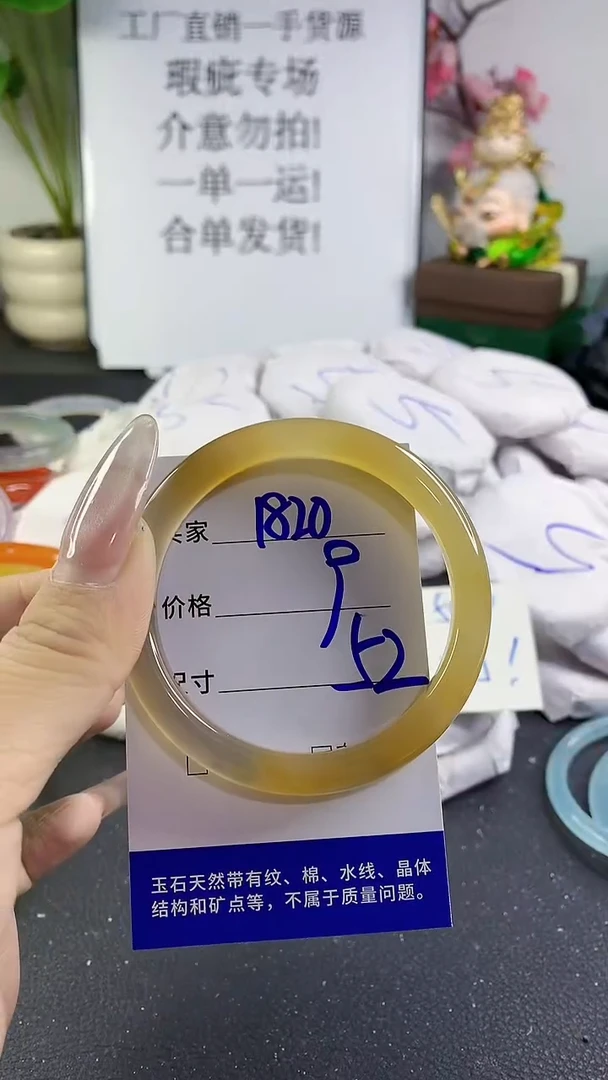 工厂直销一手货源
瑕疵专场
介意勿拍!
一单一运!
合单发货!
家 1820
价格 9
尺寸 52
玉石天然带有纹、棉、水线、晶体
结构和矿点等，不属于质量问题。